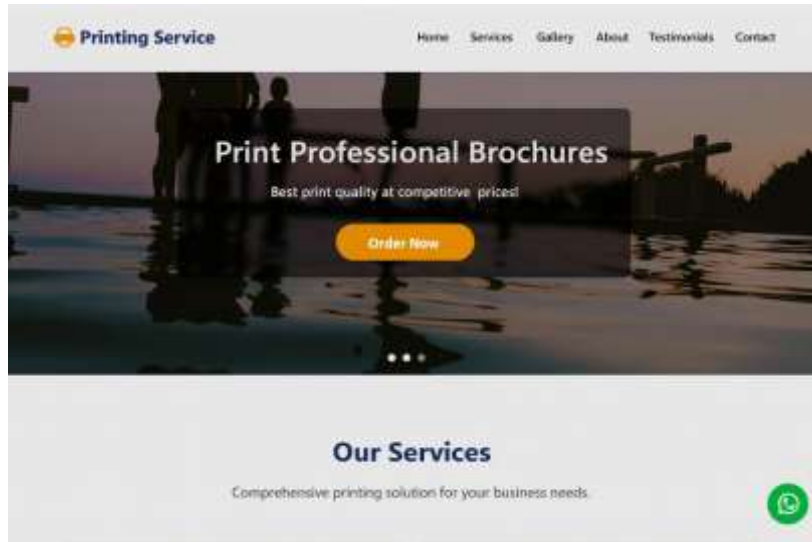 Printing Service
Home Services Gallery About Testimonials Contact
Print Professional Brochures
Best print quality at competitive prices!
Order Now
Our Services
Comprehensive printing solution for your business needs.